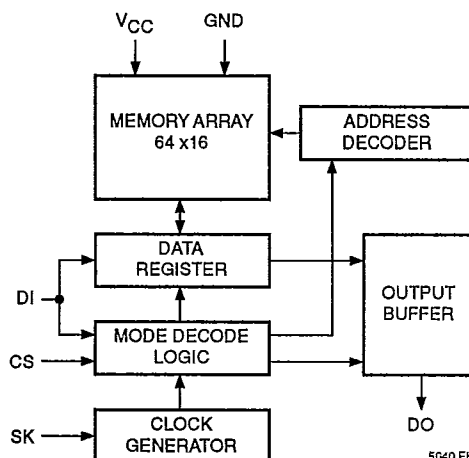 VCC GND
MEMORY ARRAY
64 x16
ADDRESS
DECODER
DATA
REGISTER
DI
OUTPUT
BUFFER
MODE DECODE
LOGIC
CS
CLOCK
GENERATOR
SK
DO